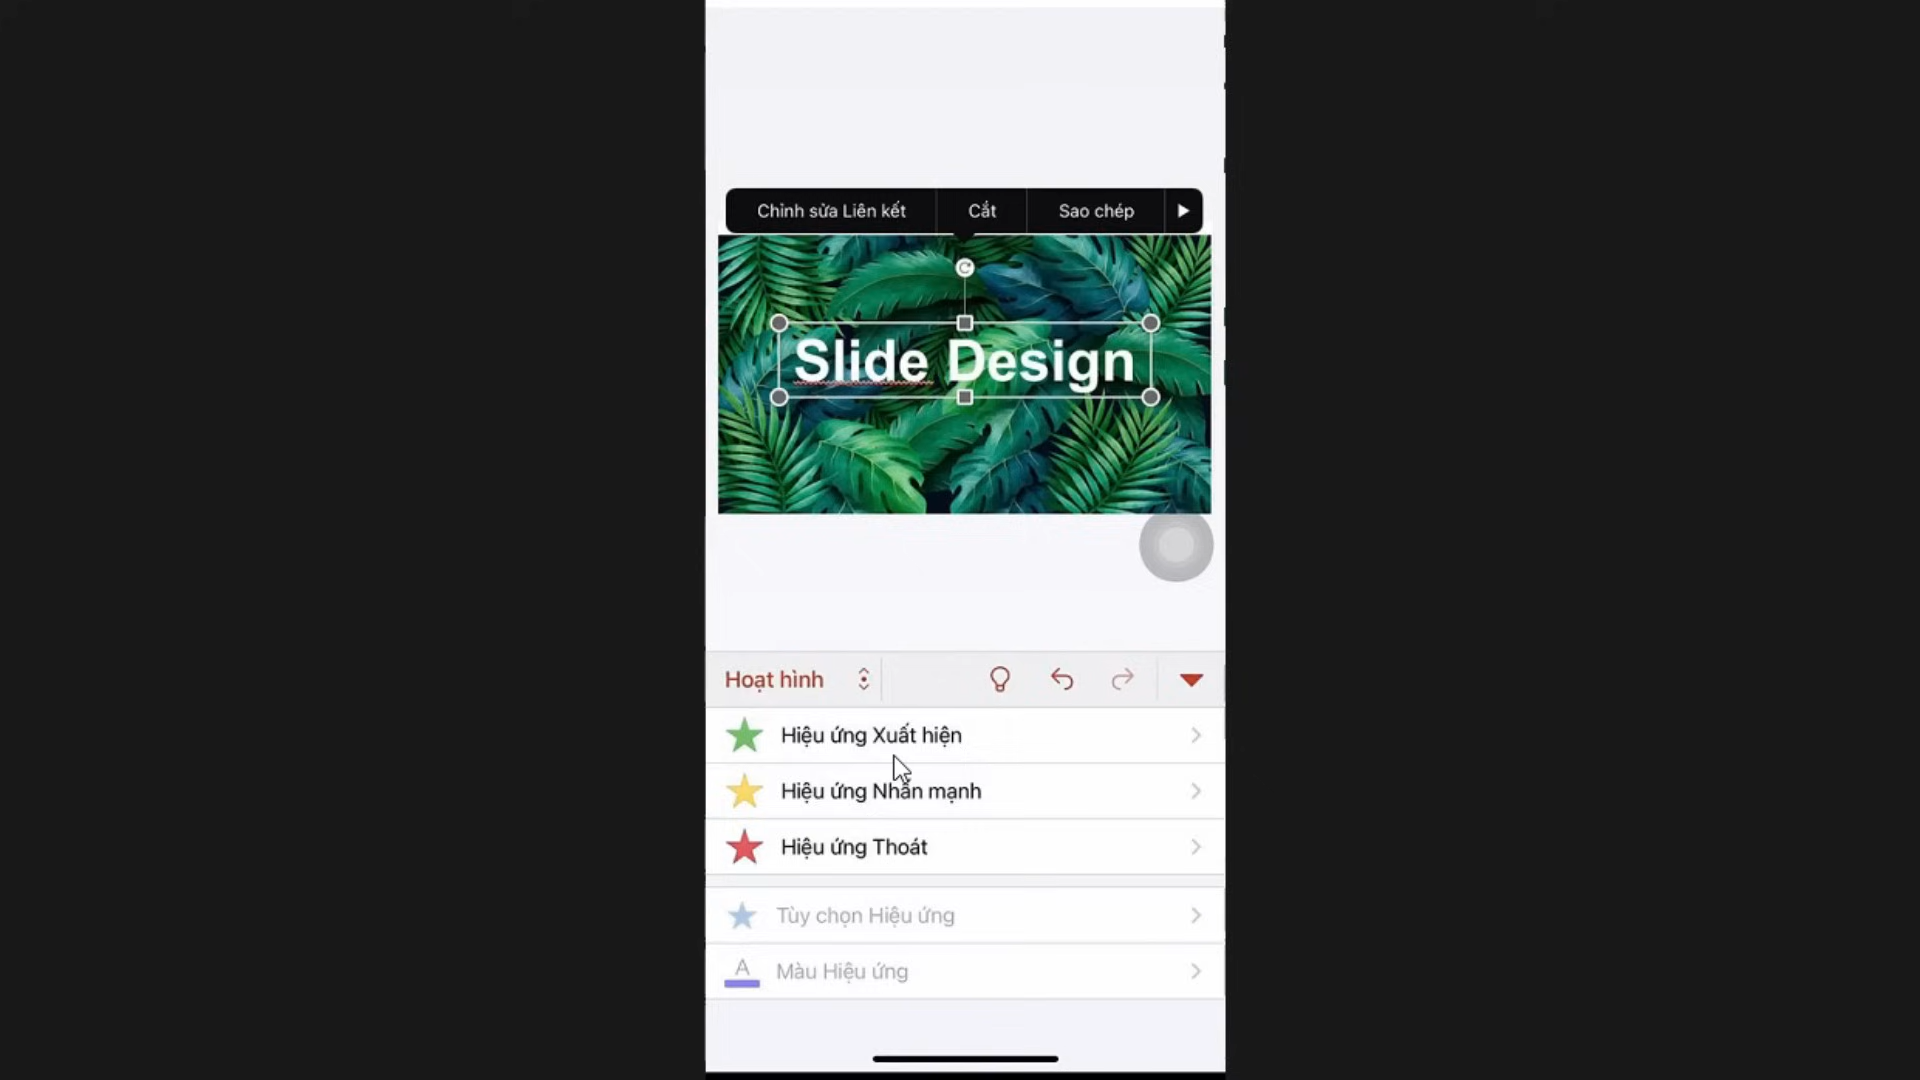 Chỉnh sửa Liên kết Cắt Sao chép
Slide Design
Hoạt hình
Hiệu ứng Xuất hiện
Hiệu ứng Nhấn mạnh
Hiệu ứng Thoát
Tùy chọn Hiệu ứng
A Màu Hiệu ứng